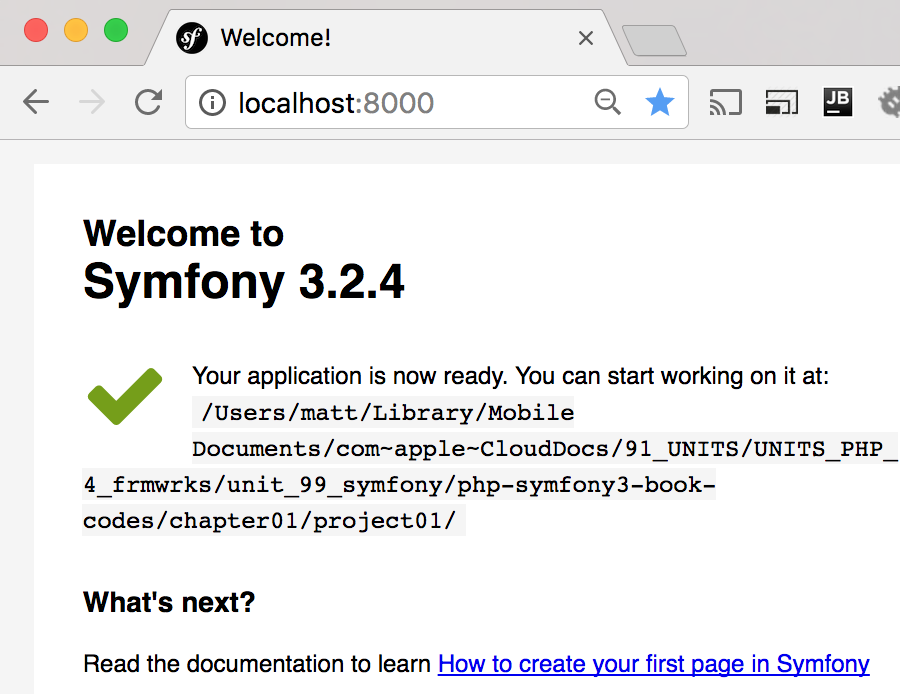 Welcome!
localhost:8000
JB
Welcome to
Symfony 3.2.4
Your application is now ready. You can start working on it at:
/Users/matt/Library/Mobile
Documents/com~apple~CloudDocs/91_UNITS/UNITS_PHP_
4_frmwrks/unit_99_symfony/php-symfony3-book-
codes/chapter01/project01/
What's next?
Read the documentation to learn How to create your first page in Symfony